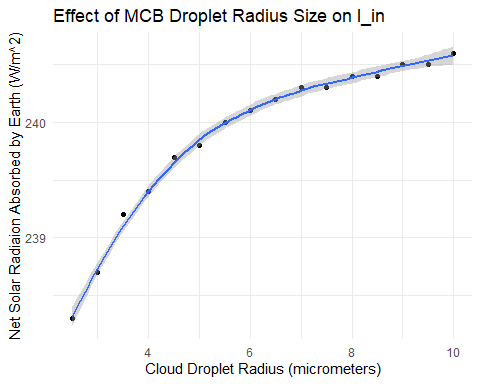 Effect of MCB Droplet Radius Size on I_in
Net Solar Radiaion Absorbed by Earth (W/m^2)
240
239
4 6 8 10
Cloud Droplet Radius (micrometers)